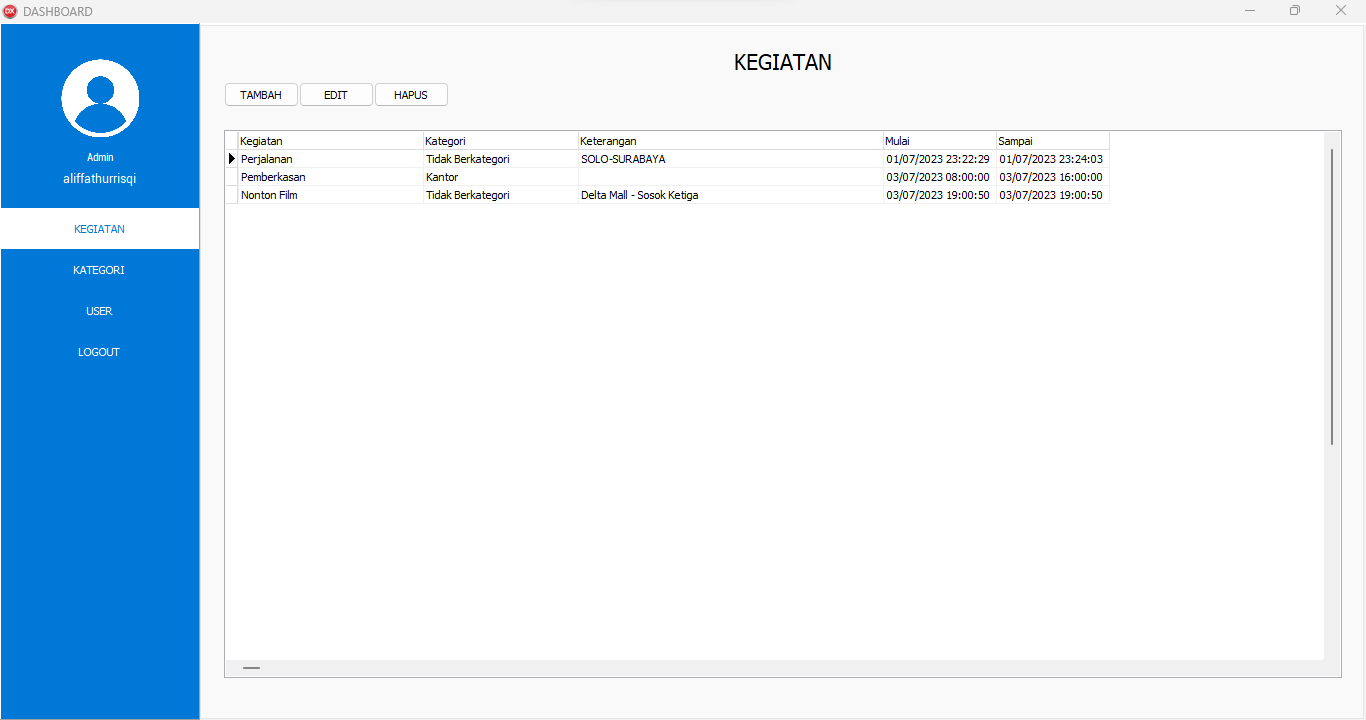 DX DASHBOARD
Admin
aliffathurrisqi
KEGIATAN
KATEGORI
USER
LOGOUT
KEGIATAN
TAMBAH EDIT HAPUS
Kegiatan Kategori Keterangan Mulai Sampai
Perjalanan Tidak Berkategori SOLO-SURABAYA 01/07/2023 23:22:29 01/07/2023 23:24:03
Pemberkasan Kantor 03/07/2023 08:00:00 03/07/2023 16:00:00
Nonton Film Tidak Berkategori Delta Mall - Sosok Ketiga 03/07/2023 19:00:50 03/07/2023 19:00:50